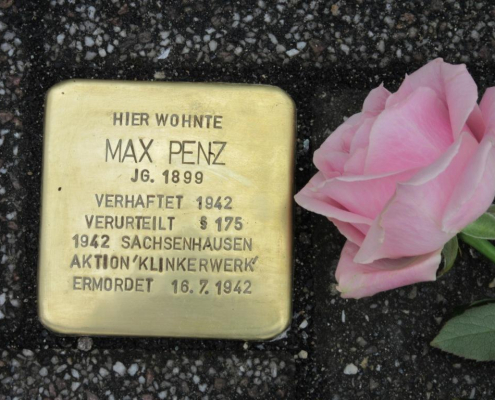 HIER WOHNTE
MAX PENZ
JG. 1899
VERHAFTET 1942
VERURTEILT § 175
1942 SACHSENHAUSEN
AKTION 'KLINKERWERK'
ERMORDET 16.7.1942